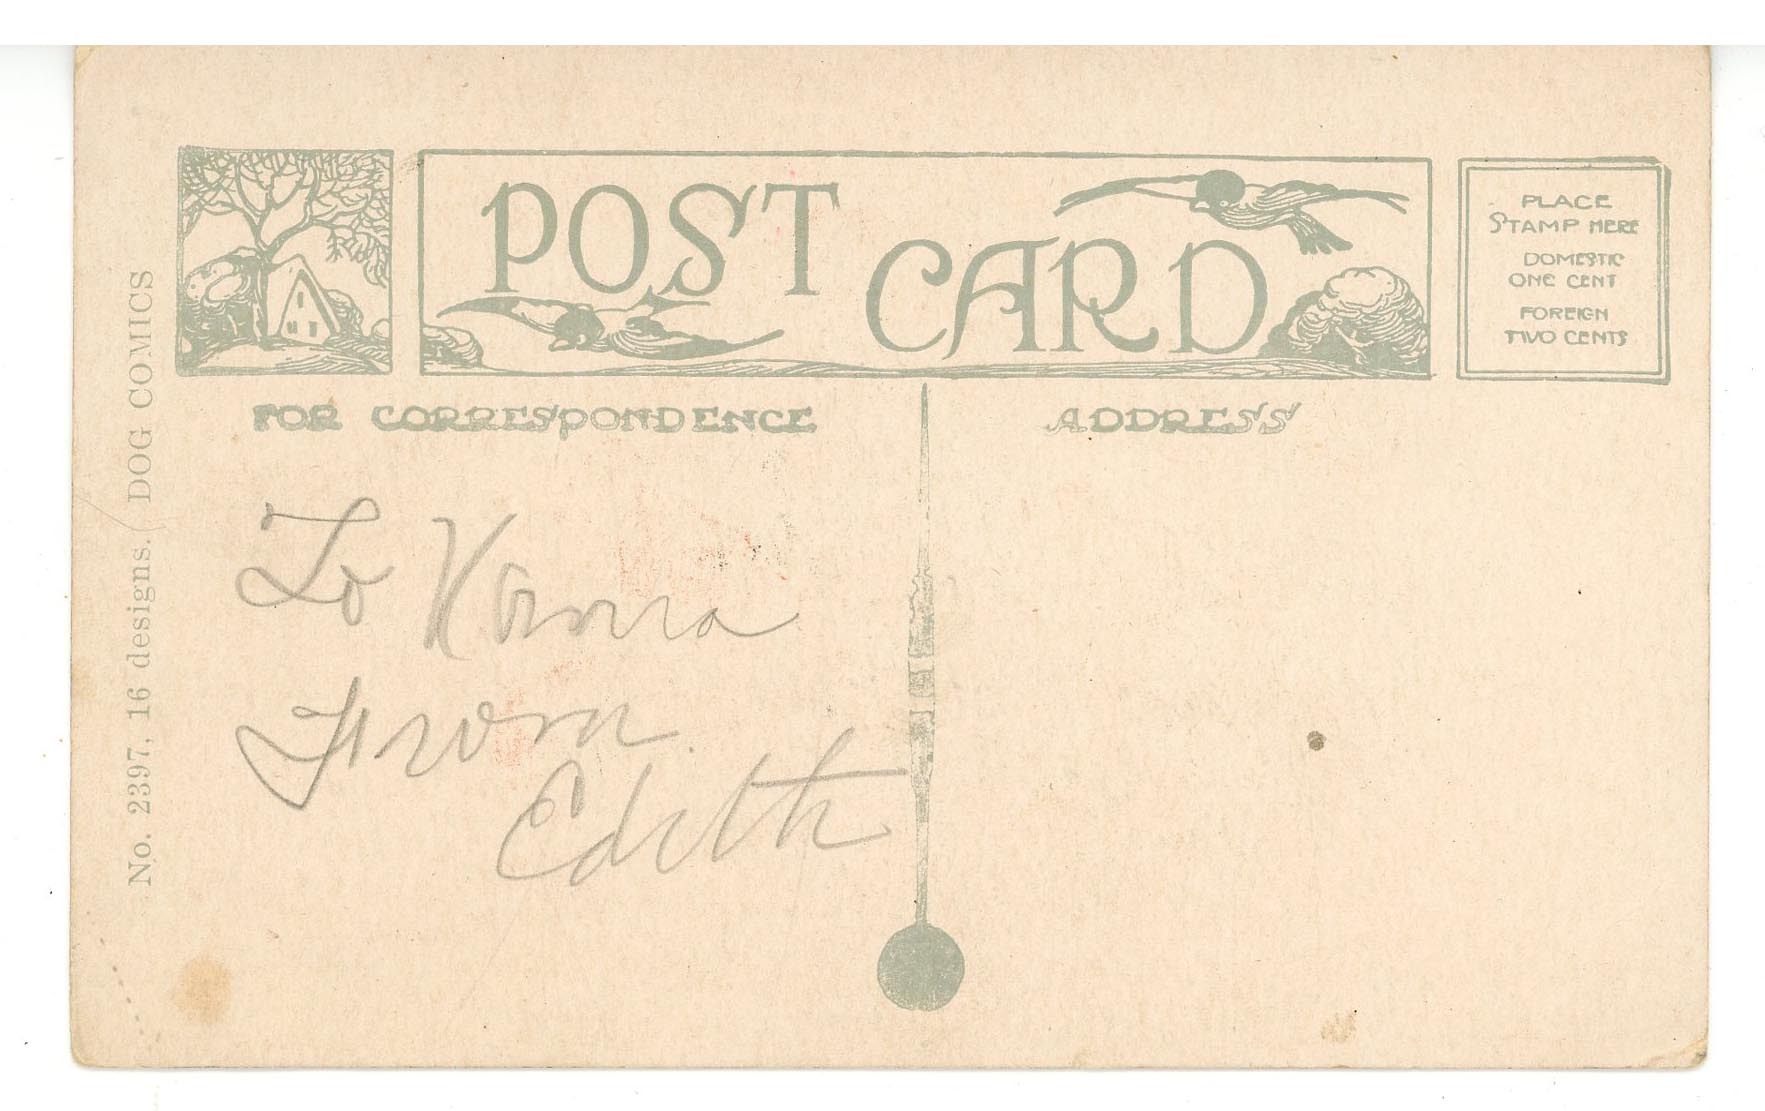 POST CARD
PLACE
STAMP HERE
DOMESTIC
ONE CENT
FOREIGN
TWO CENTS
FOR CORRESPONDENCE
ADDRESS
No. 2397, 16 designs. DOG COMICS
To
From
Edith